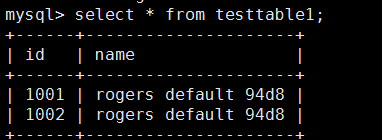 mysql> select * from testtable1;
+------+---------------------+
| id   | name                |
+------+---------------------+
| 1001 | rogers default 94d8 |
| 1002 | rogers default 94d8 |
+------+---------------------+